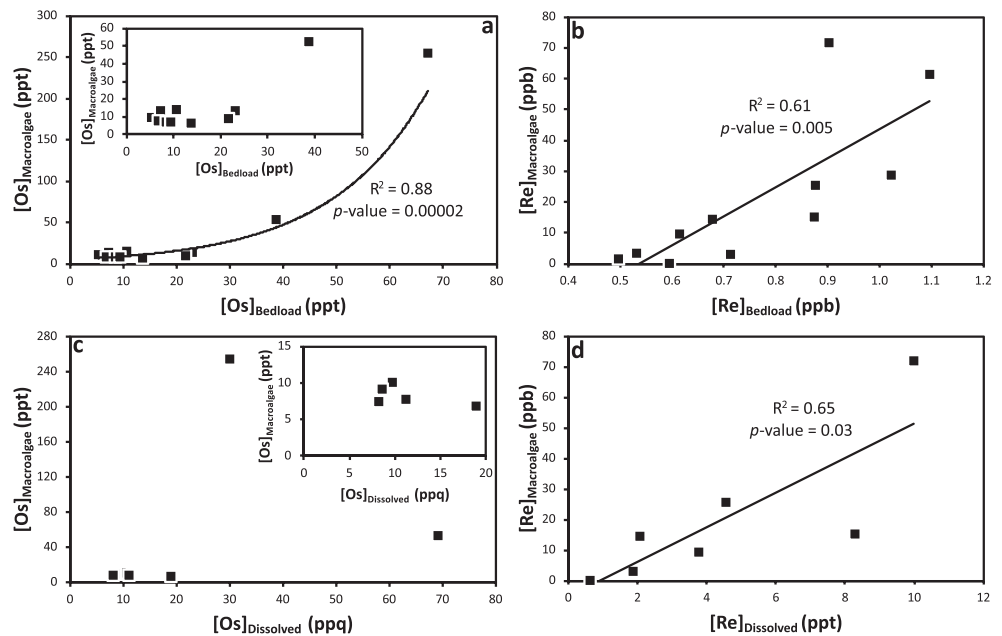 a
[Os]Macroalgae (ppt)
300
250
200
150
100
50
0
0 10 20 30 40 50 60 70 80
[Os]Bedload (ppt)
R² = 0.88
p-value = 0.00002
[Os]Macroalgae (ppt)
60
50
40
30
20
10
0
0 10 20 30 40 50
[Os]Bedload (ppt)
b
[Re]Macroalgae (ppb)
80
70
60
50
40
30
20
10
0
0.4 0.5 0.6 0.7 0.8 0.9 1.0 1.1 1.2
[Re]Bedload (ppb)
R² = 0.61
p-value = 0.005
c
[Os]Macroalgae (ppt)
280
240
200
160
120
80
40
0
0 10 20 30 40 50 60 70 80
[Os]Dissolved (ppq)
[Os]Macroalgae (ppt)
15
10
5
0
0 5 10 15 20
[Os]Dissolved (ppq)
d
[Re]Macroalgae (ppb)
80
70
60
50
40
30
20
10
0
0 2 4 6 8 10 12
[Re]Dissolved (ppt)
R² = 0.65
p-value = 0.03